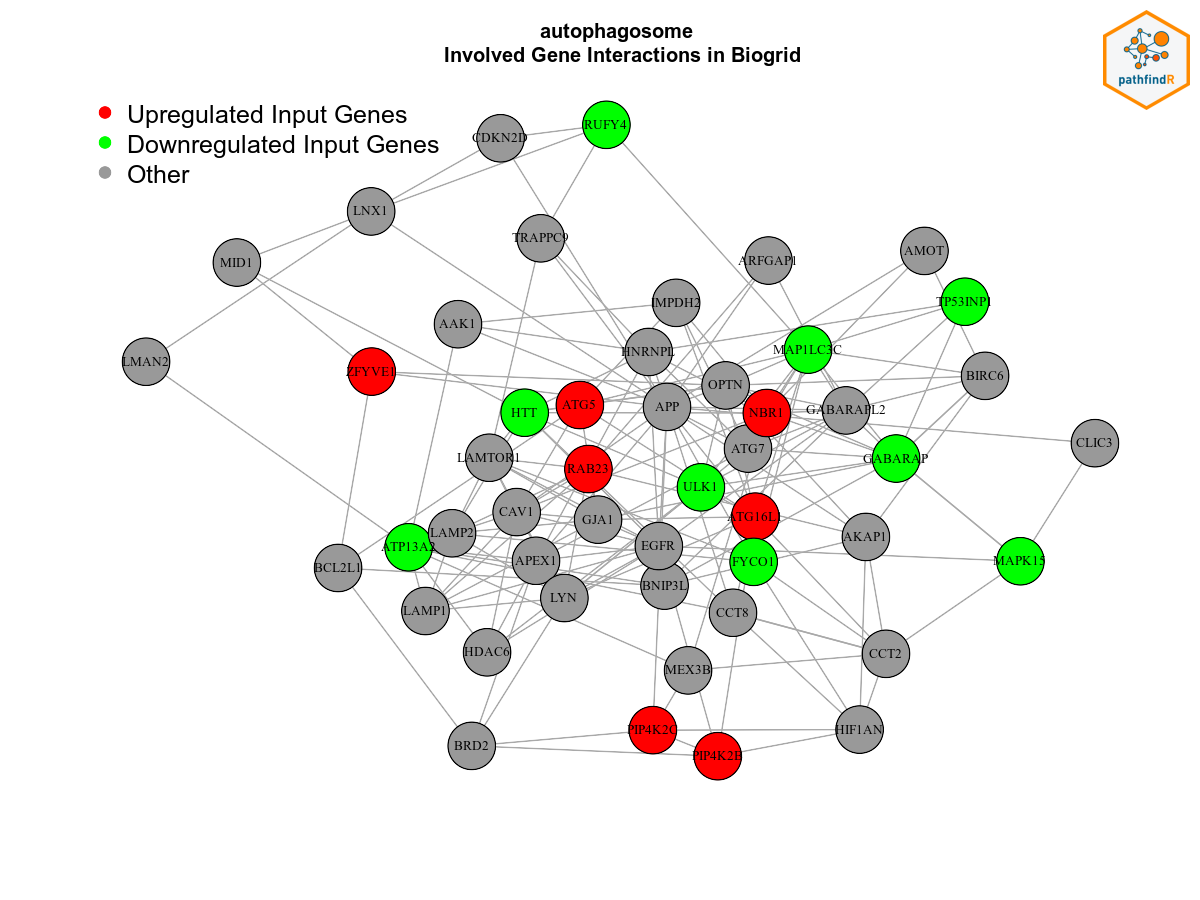 autophagosome
Involved Gene Interactions in Biogrid
pathfindR
Upregulated Input Genes
Downregulated Input Genes
Other
CDKN2D
RUFY4
LNX1
TRAPPC9
MID1
ARFGAP1
AMOT
IMPDH2
TP53INP1
AAK1
HNRNPL
MAP1LC3C
LMAN2
ZFYVE1
OPTN
BIRC6
HTT
ATG5
APP
NBR1
GABARAPL2
CLIC3
ATG7
LAMTOR1
RAB23
GABARAP
ULK1
CAV1
GJA1
ATG16L1
LAMP2
ATP13A2
EGFR
AKAP1
BCL2L1
APEX1
FYCO1
MAPK15
BNIP3L
LYN
LAMP1
CCT8
HDAC6
CCT2
MEX3B
PIP4K2C
HIF1AN
BRD2
PIP4K2B